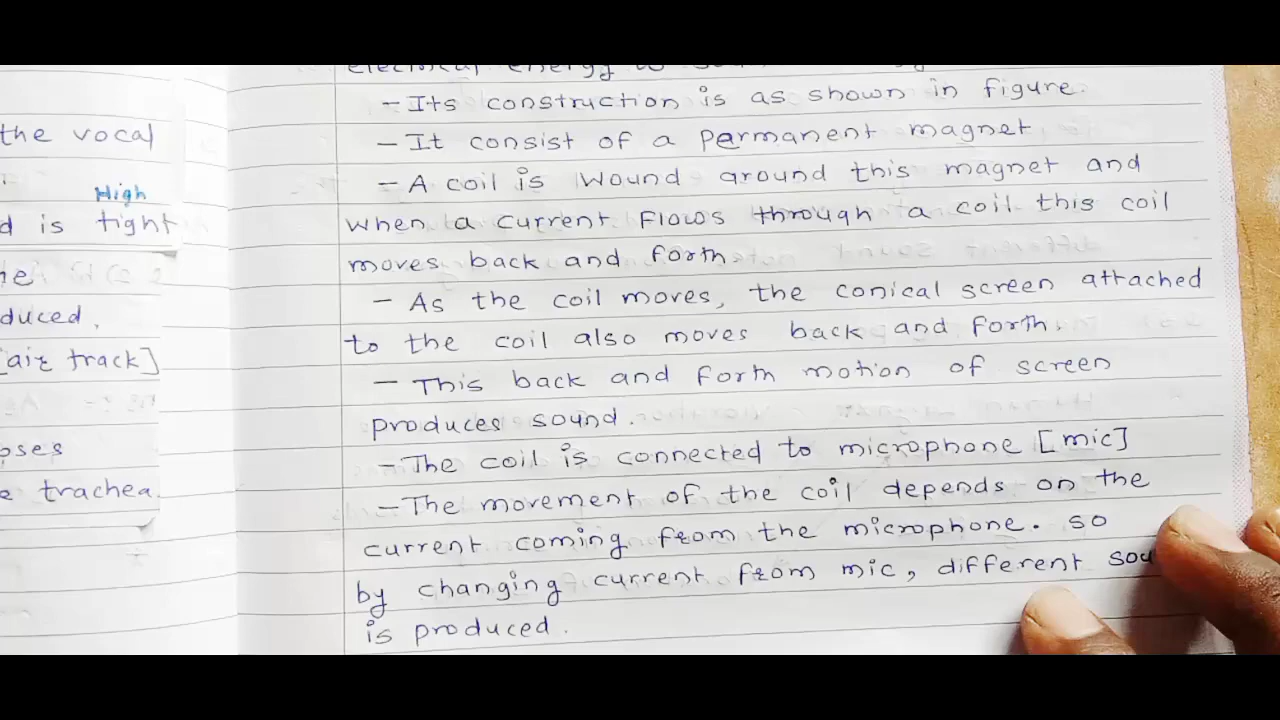 the vocal
High
d is tight
he
duced.
[air track]
oses
e trachea.
electrical energy to
- Its construction is as shown in figure.
- It consist of a permanent magnet.
- A coil is wound around this magnet and
when a current flows through a coil this coil
moves back and forth.
- As the coil moves, the conical screen attached
to the coil also moves back and forth.
- This back and forth motion of screen
produces sound.
- The coil is connected to microphone [mic]
- The movement of the coil depends on the
current coming from the microphone. so
by changing current from mic, different sou
is produced.